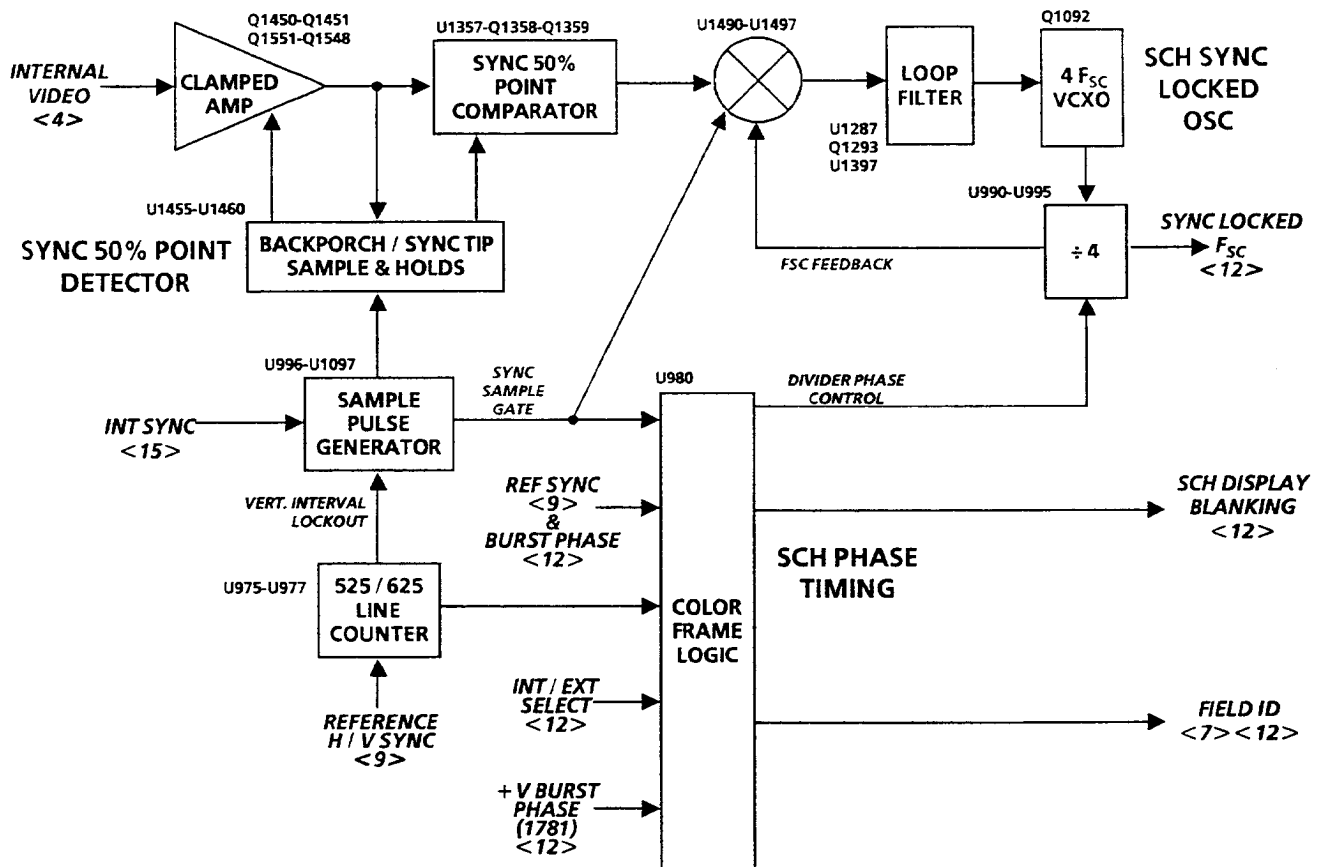 Q1450-Q1451
Q1551-Q1548
INTERNAL
VIDEO
<4>
CLAMPED
AMP
U1357-Q1358-Q1359
SYNC 50%
POINT
COMPARATOR
U1490-U1497
LOOP
FILTER
U1287
Q1293
U1397
Q1092
4 FSC
VCXO
SCH SYNC
LOCKED
OSC
U1455-U1460
SYNC 50% POINT
DETECTOR
BACKPORCH / SYNC TIP
SAMPLE & HOLDS
FSC FEEDBACK
U990-U995
÷ 4
SYNC LOCKED
FSC
<12>
U996-U1097
SAMPLE
PULSE
GENERATOR
INT SYNC
<15>
SYNC
SAMPLE
GATE
U980
DIVIDER PHASE
CONTROL
VERT. INTERVAL
LOCKOUT
REF SYNC
<9>
&
BURST PHASE
<12>
SCH DISPLAY
BLANKING
<12>
SCH PHASE
TIMING
U975-U977
525 / 625
LINE
COUNTER
COLOR
FRAME
LOGIC
REFERENCE
H / V SYNC
<9>
INT / EXT
SELECT
<12>
FIELD ID
<7> <12>
+ V BURST
PHASE
(1781)
<12>